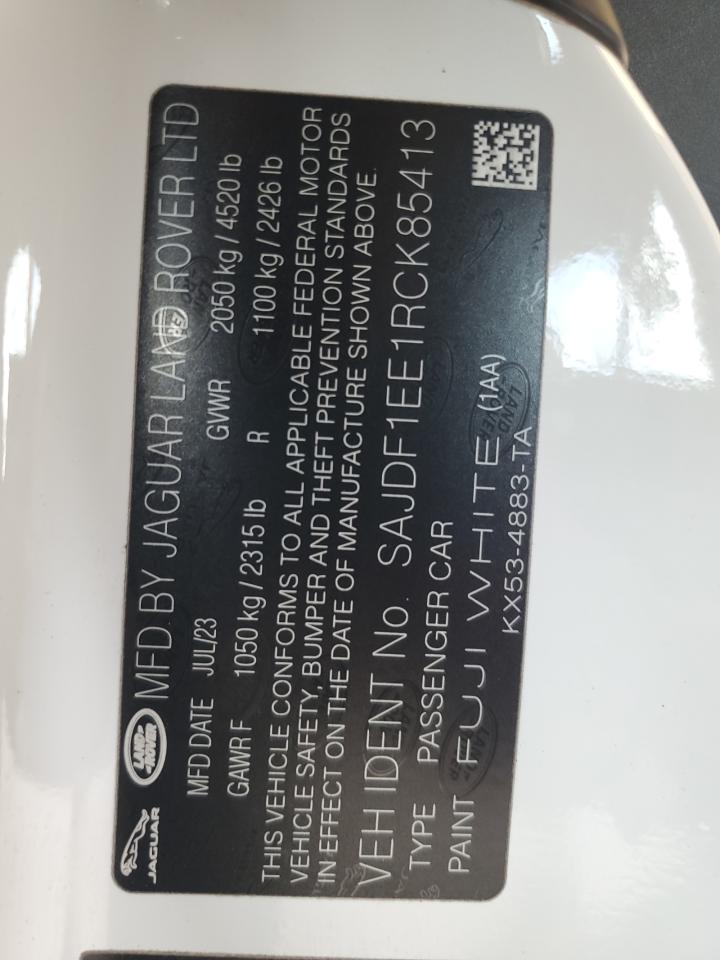 JAGUAR
LAND ROVER
MFD BY JAGUAR LAND ROVER LTD
MFD DATE JUL/23 GVWR 2050 kg / 4520 lb
GAWR F 1050 kg / 2315 lb R 1100 kg / 2426 lb
THIS VEHICLE CONFORMS TO ALL APPLICABLE FEDERAL MOTOR
VEHICLE SAFETY, BUMPER AND THEFT PREVENTION STANDARDS
IN EFFECT ON THE DATE OF MANUFACTURE SHOWN ABOVE.
VEH IDENT No. SAJDF1EE1RCK85413
TYPE PASSENGER CAR
PAINT FUJI WHITE (1AA)
KX53-4883-TA